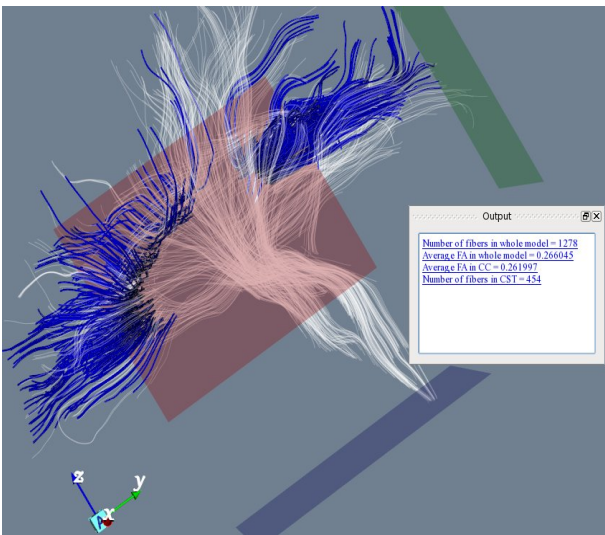 Output
Number of fibers in whole model = 1278
Average FA in whole model = 0.266045
Average FA in CC = 0.261997
Number of fibers in CST = 454
z
y
x